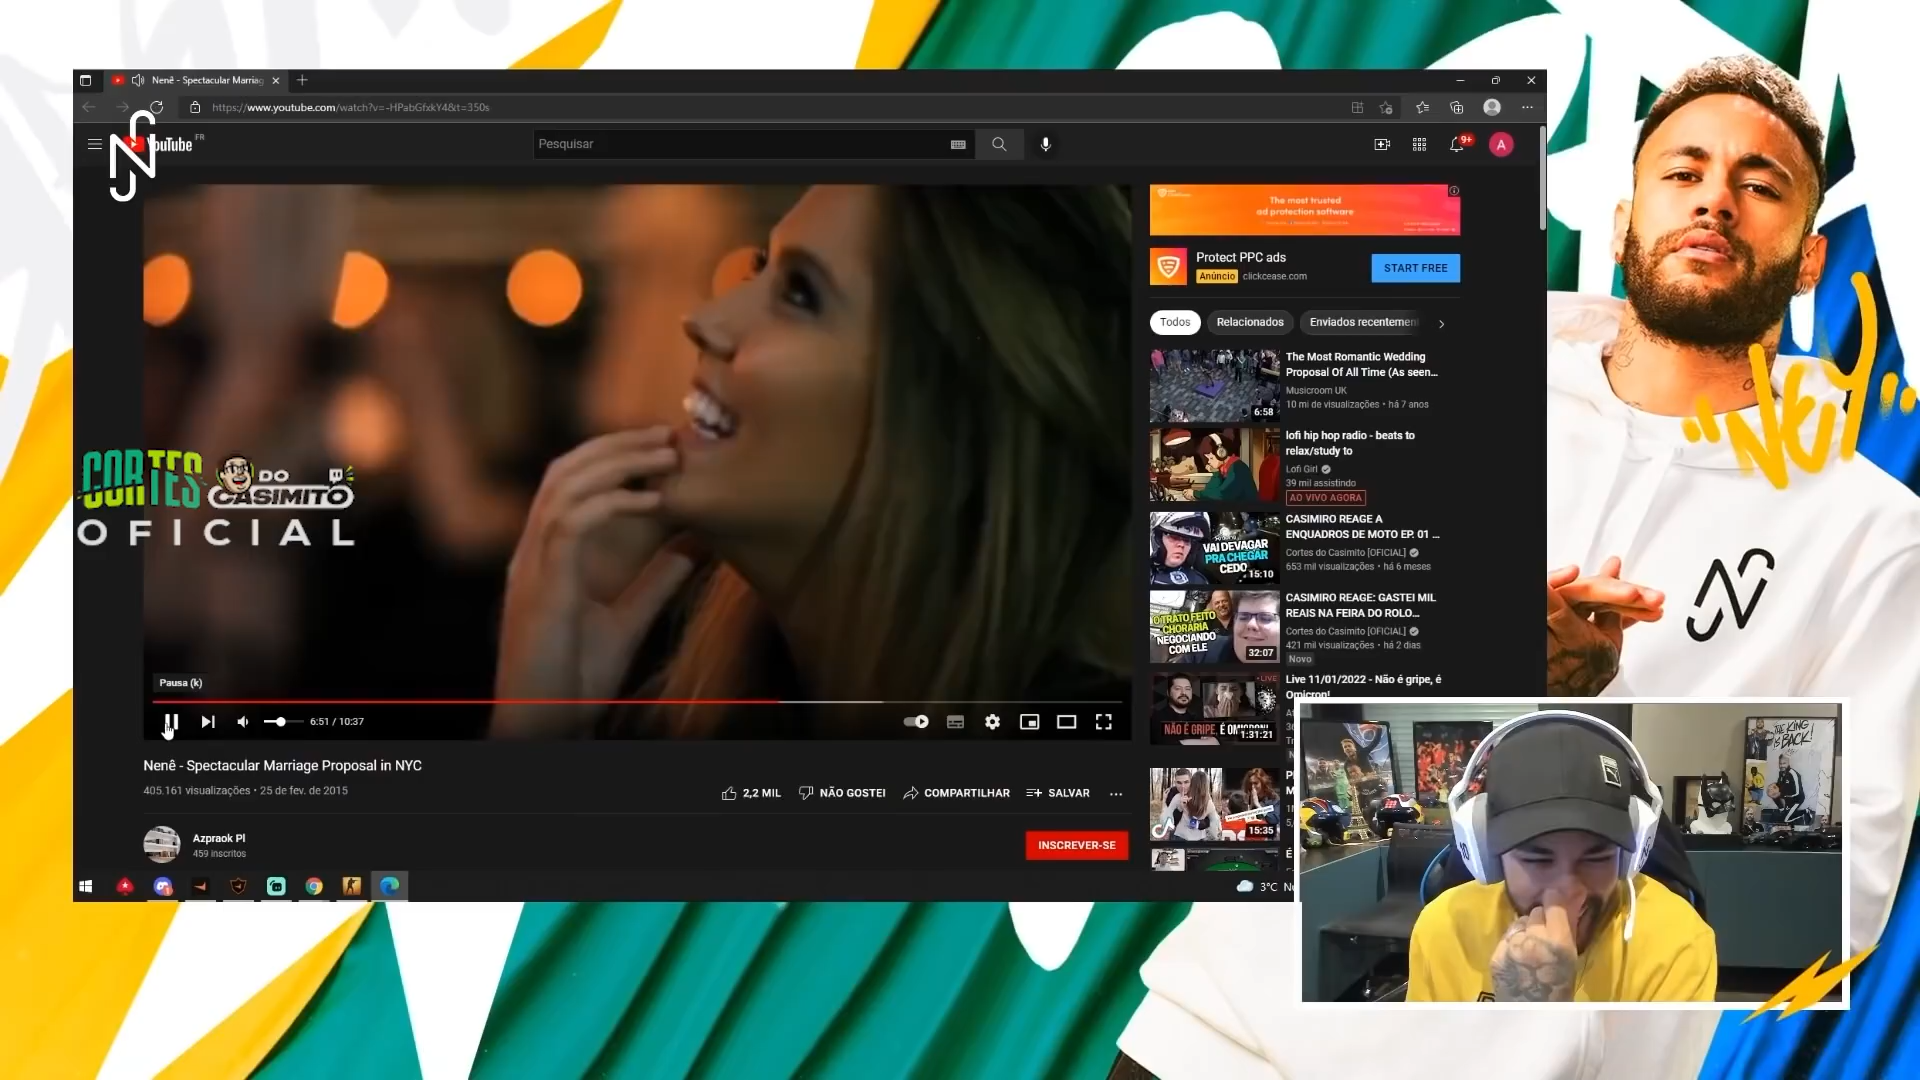 Nenê - Spectacular Marriag
https://www.youtube.com/watch?v=-HPabGfxkY4&t=350s
YouTube FR
Pesquisar
9+
A
The most trusted
ad protection software
Protect PPC ads
Anúncio clickcease.com
START FREE
Todos
Relacionados
Enviados recentement
The Most Romantic Wedding
Proposal Of All Time (As seen...
Musicroom UK
10 mi de visualizações • há 7 anos
6:58
lofi hip hop radio - beats to
relax/study to
Lofi Girl
39 mil assistindo
AO VIVO AGORA
CASIMIRO REAGE A
ENQUADROS DE MOTO EP. 01 ...
Cortes do Casimito [OFICIAL]
653 mil visualizações • há 6 meses
VAI DEVAGAR
PRA CHEGAR
CEDO
15:10
CASIMIRO REAGE: GASTEI MIL
REAIS NA FEIRA DO ROLO...
Cortes do Casimito [OFICIAL]
421 mil visualizações • há 2 dias
Novo
O TRATO FEITO
CHORARIA
NEGOCIANDO
COM ELE
32:07
Live 11/01/2022 - Não é gripe, é
Omicron!
LIVE
NÃO É GRIPE, É OM
1:31:21
15:35
CORTES DO CASIMITO
OFICIAL
Pausa (k)
6:51 / 10:37
Nenê - Spectacular Marriage Proposal in NYC
405.161 visualizações • 25 de fev. de 2015
2,2 MIL
NÃO GOSTEI
COMPARTILHAR
SALVAR
Azpraok Pl
459 inscritos
INSCREVER-SE
3°C
"NEY"
THE KING
IS BACK!